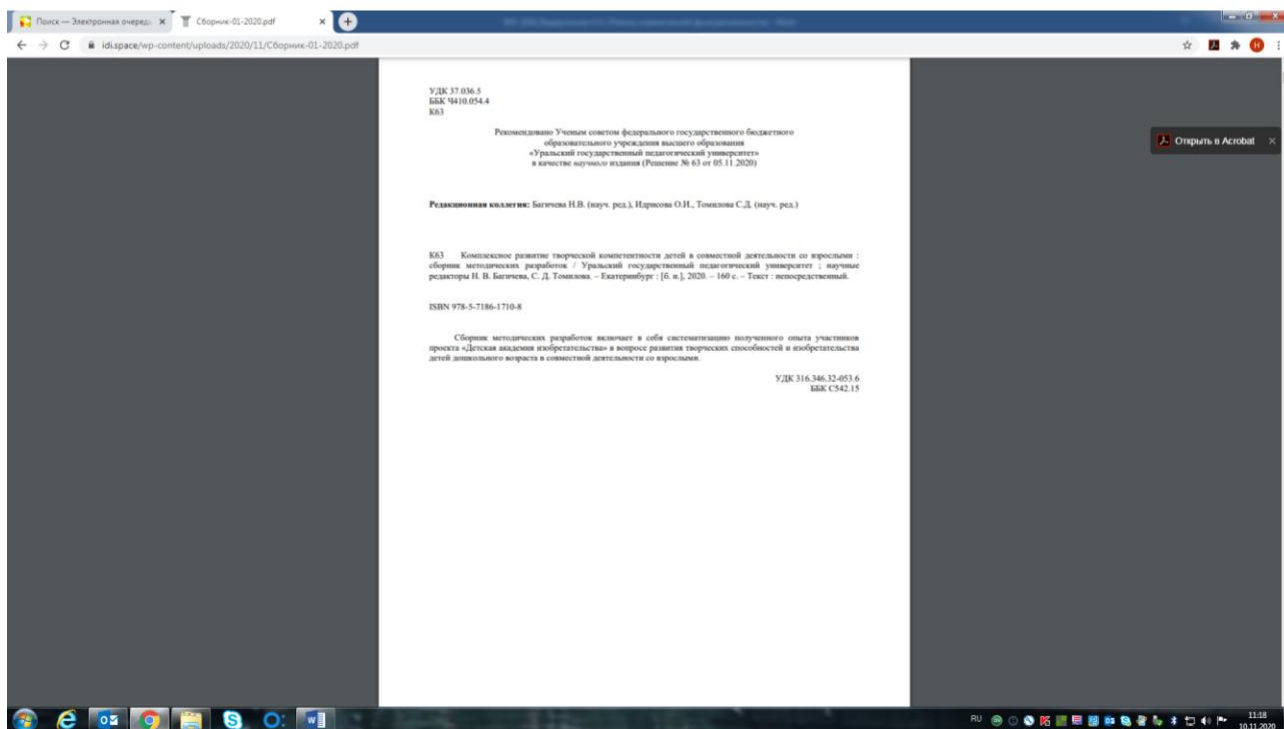 Поиск — Электронная очередь
Сборник-01-2020.pdf
idi.space/wp-content/uploads/2020/11/Сборник-01-2020.pdf
Н
УДК 37.036.5
ББК Ч410.054.4
К63
Рекомендовано Ученым советом федерального государственного бюджетного
образовательного учреждения высшего образования
«Уральский государственный педагогический университет»
в качестве научного издания (Решение № 63 от 05.11.2020)
Открыть в Acrobat
Редакционная коллегия: Багичева Н.В. (науч. ред.), Идрисова О.И., Томилова С.Д. (науч. ред.)
К63 Комплексное развитие творческой компетентности детей в совместной деятельности со взрослыми :
сборник методических разработок / Уральский государственный педагогический университет ; научные
редакторы Н. В. Багичева, С. Д. Томилова. – Екатеринбург : [б. и.], 2020. – 160 с. – Текст : непосредственный.
ISBN 978-5-7186-1710-8
Сборник методических разработок включает в себя систематизацию полученного опыта участников
проекта «Детская академия изобретательства» в вопросе развития творческих способностей и изобретательства
детей дошкольного возраста в совместной деятельности со взрослыми.
УДК 316.346.32-053.6
ББК С542.15
RU
11:18
10.11.2020